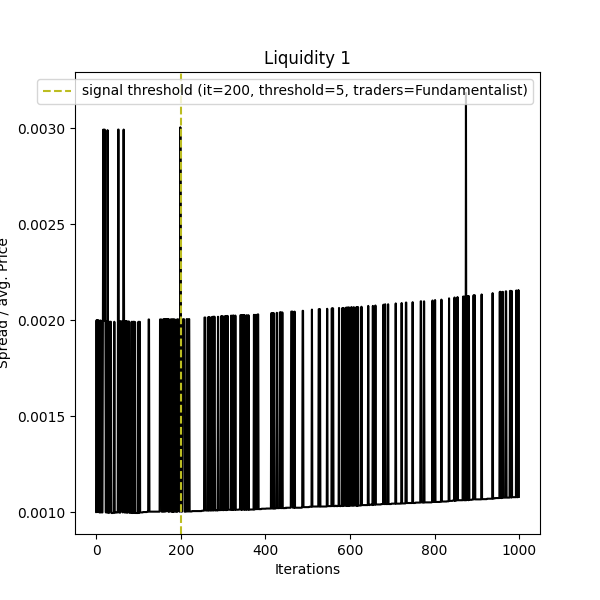 Liquidity 1
signal threshold (it=200, threshold=5, traders=Fundamentalist)
0.0030
0.0025
0.0020
0.0015
0.0010
Spread / avg. Price
0
200
400
600
800
1000
Iterations